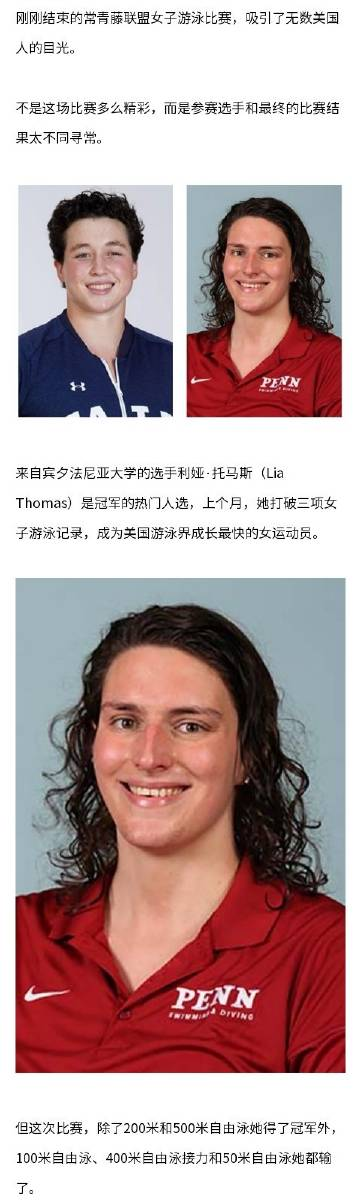 刚刚结束的常青藤联盟女子游泳比赛，吸引了无数美国
人的目光。
不是这场比赛多么精彩，而是参赛选手和最终的比赛结
果太不同寻常。
PENN
来自宾夕法尼亚大学的选手利娅·托马斯（Lia
Thomas）是冠军的热门人选，上个月，她打破三项女
子游泳记录，成为美国游泳界成长最快的女运动员。
PENN
SWIMMING & DIVING
但这次比赛，除了200米和500米自由泳她得了冠军外，
100米自由泳、400米自由泳接力和50米自由泳她都输
了。